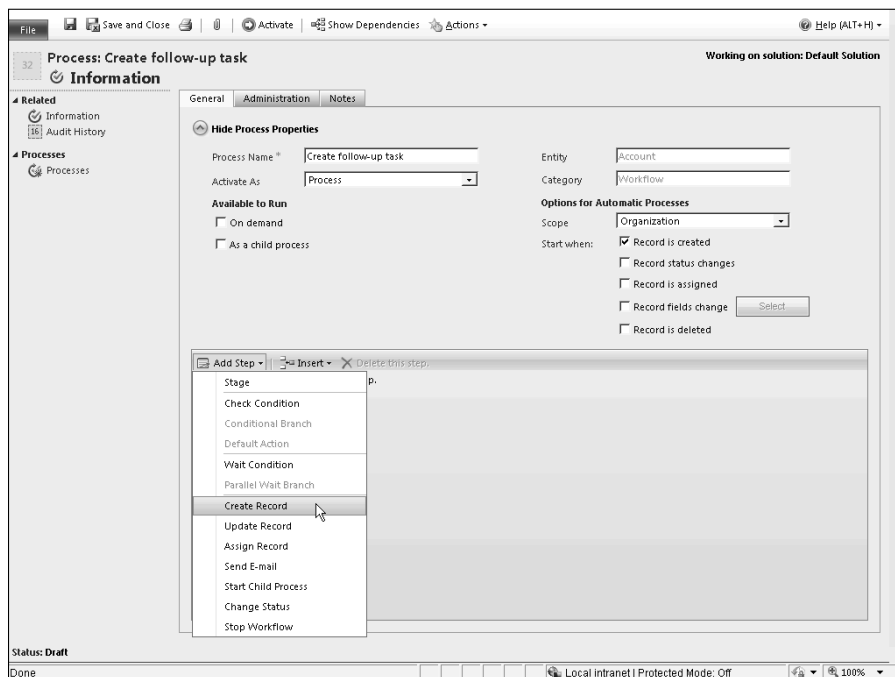 File Save and Close Activate Show Dependencies Actions Help (ALT+H)
32 Process: Create follow-up task Working on solution: Default Solution
Information
Related
Information
16 Audit History
Processes
Processes
General Administration Notes
Hide Process Properties
Process Name * Create follow-up task Entity Account
Activate As Process Category Workflow
Available to Run Options for Automatic Processes
On demand Scope Organization
As a child process Start when: Record is created
Record status changes
Record is assigned
Record fields change Select
Record is deleted
Add Step Insert Delete this step.
Stage p.
Check Condition
Conditional Branch
Default Action
Wait Condition
Parallel Wait Branch
Create Record
Update Record
Assign Record
Send E-mail
Start Child Process
Change Status
Stop Workflow
Status: Draft
Done Local intranet | Protected Mode: Off 100%